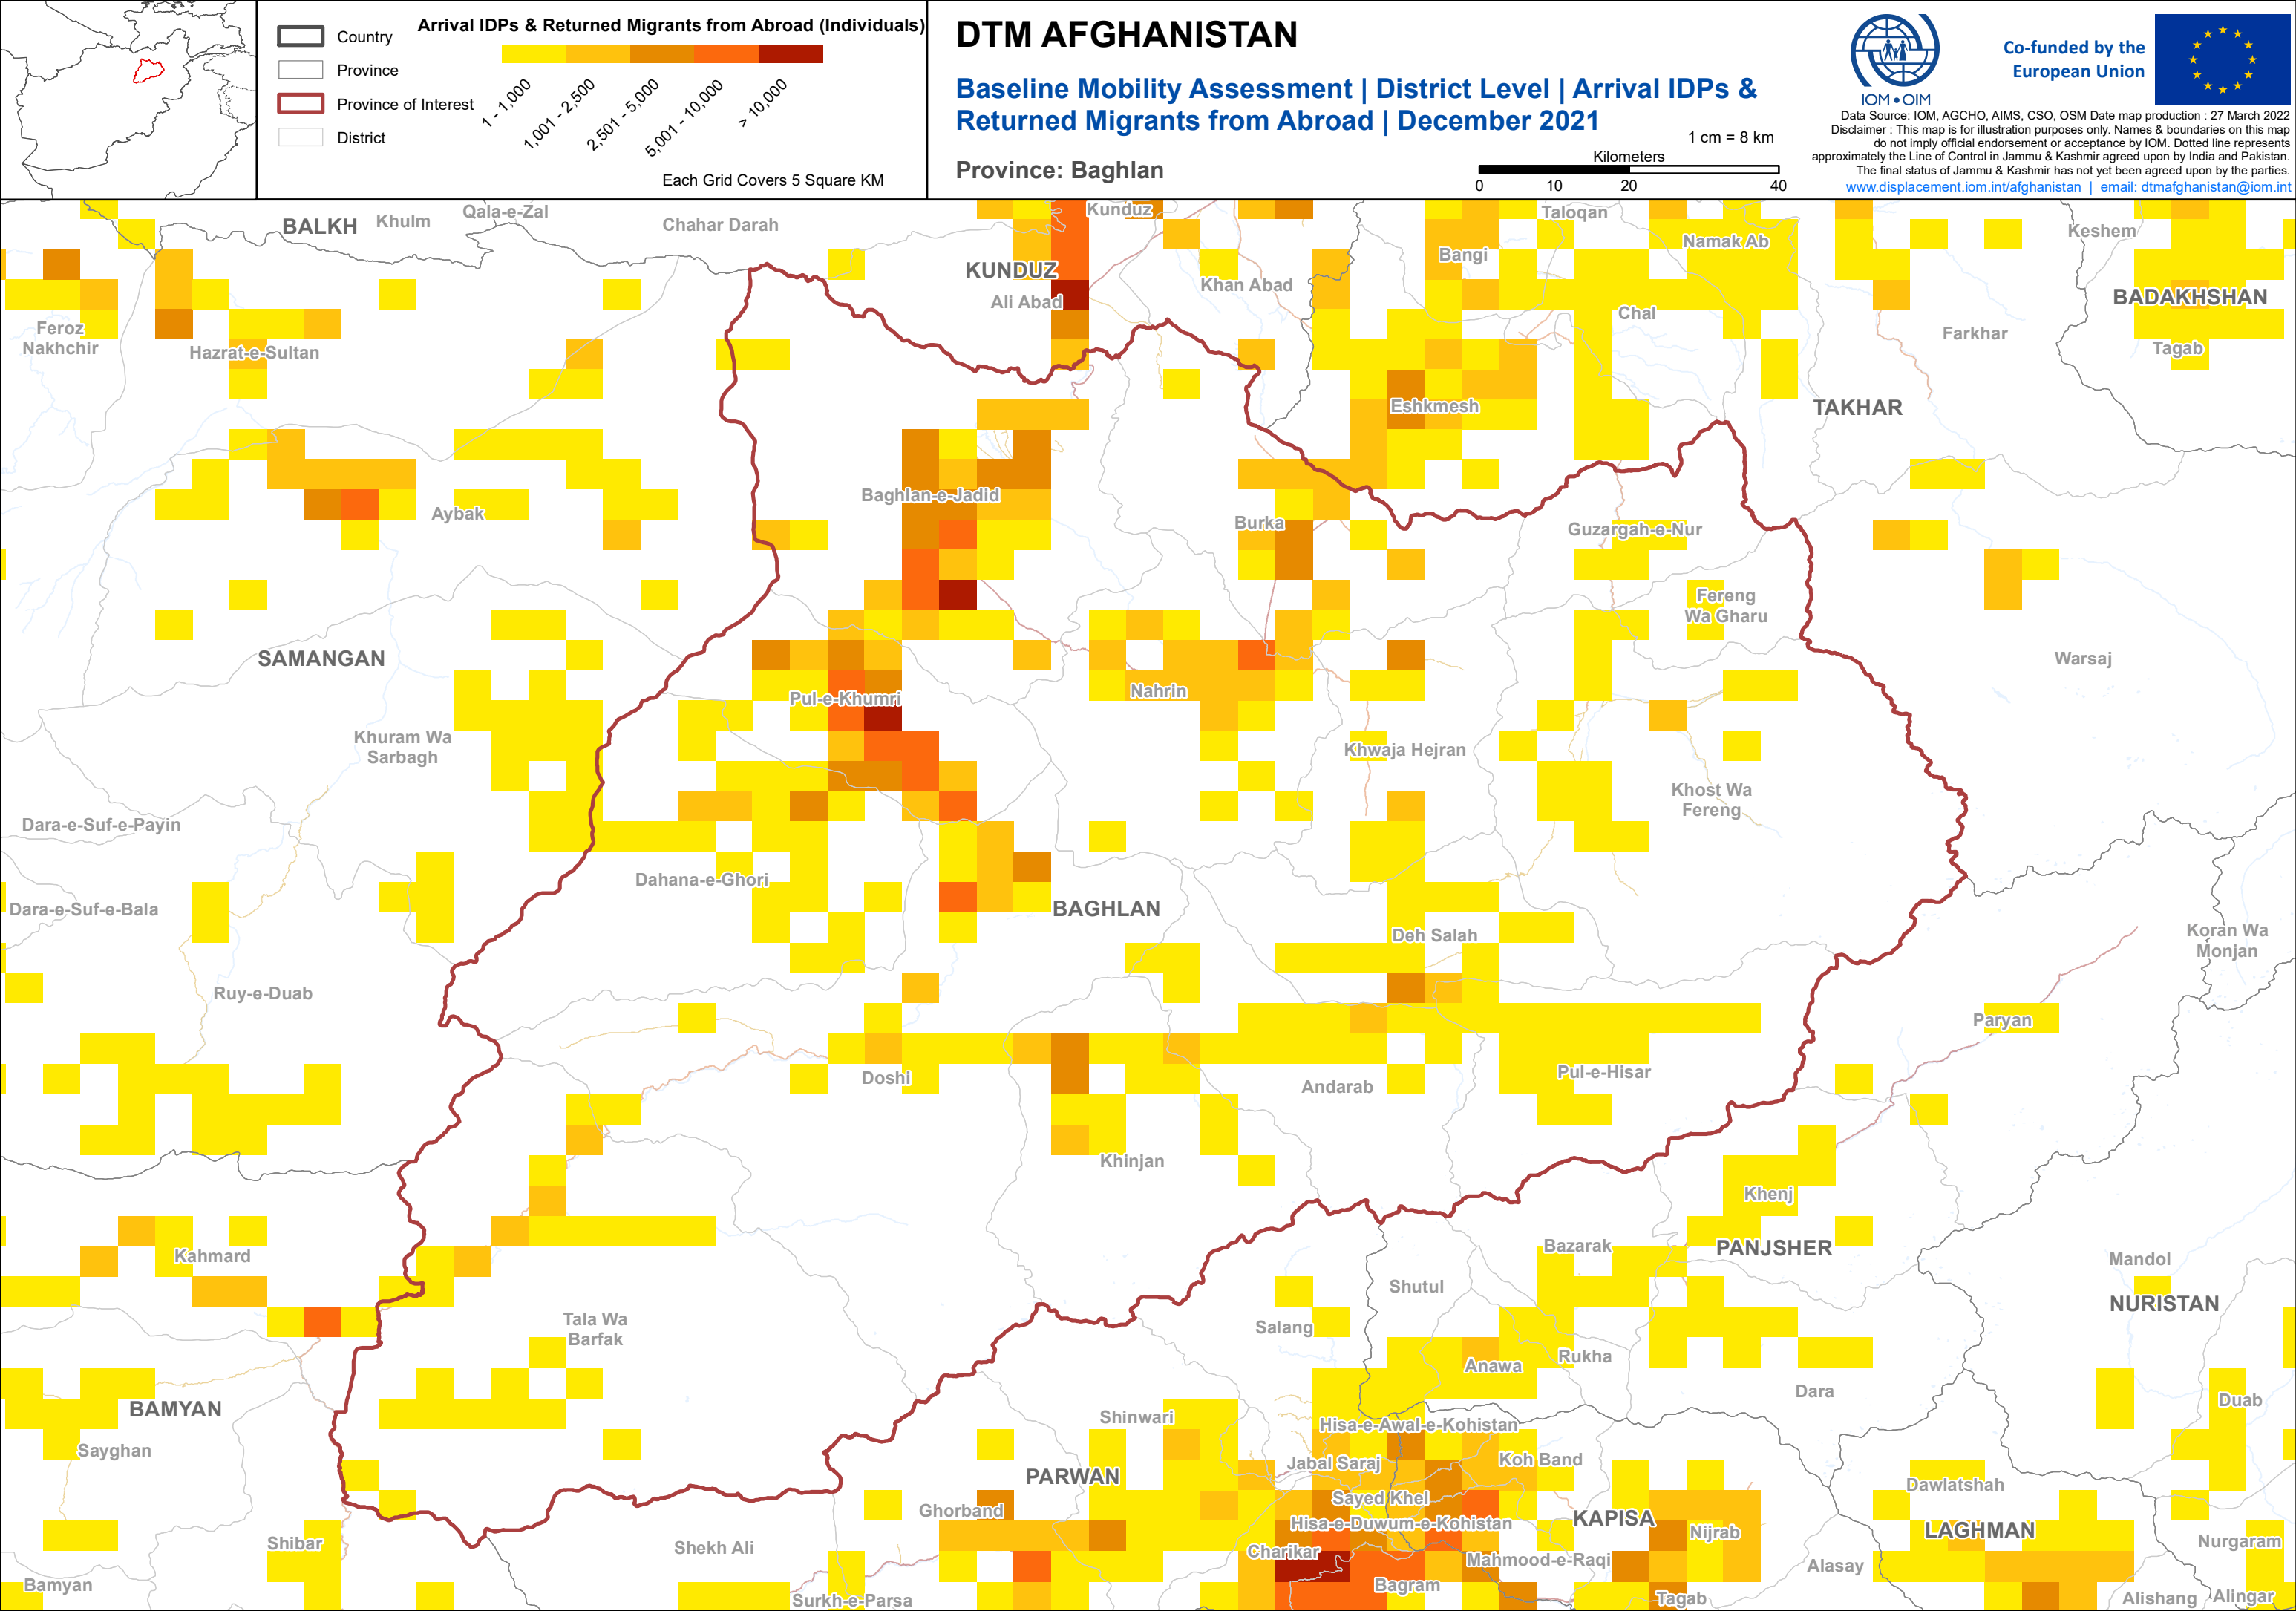 Country
Province
Province of Interest
District
Arrival IDPs & Returned Migrants from Abroad (Individuals)
1 - 1,000
1,001 - 2,500
2,501 - 5,000
5,001 - 10,000
> 10,000
Each Grid Covers 5 Square KM
DTM AFGHANISTAN
Baseline Mobility Assessment | District Level | Arrival IDPs &
Returned Migrants from Abroad | December 2021
Province: Baghlan
1 cm = 8 km
Kilometers
0 10 20 40
IOM • OIM
Co-funded by the
European Union
Data Source: IOM, AGCHO, AIMS, CSO, OSM Date map production : 27 March 2022
Disclaimer : This map is for illustration purposes only. Names & boundaries on this map
do not imply official endorsement or acceptance by IOM. Dotted line represents
approximately the Line of Control in Jammu & Kashmir agreed upon by India and Pakistan.
The final status of Jammu & Kashmir has not yet been agreed upon by the parties.
www.displacement.iom.int/afghanistan | email: dtmafghanistan@iom.int
BALKH
Khulm
Qala-e-Zal
Chahar Darah
Kunduz
Taloqan
Namak Ab
Keshem
Bangi
KUNDUZ
Ali Abad
Khan Abad
BADAKHSHAN
Chal
Farkhar
Feroz
Nakhchir
Hazrat-e-Sultan
Tagab
Eshkmesh
TAKHAR
Baghlan-e-Jadid
Aybak
Burka
Guzargah-e-Nur
Fereng
Wa Gharu
SAMANGAN
Warsaj
Pul-e-Khumri
Nahrin
Khuram Wa
Sarbagh
Khwaja Hejran
Khost Wa
Fereng
Dara-e-Suf-e-Payin
Dahana-e-Ghori
Dara-e-Suf-e-Bala
BAGHLAN
Deh Salah
Koran Wa
Monjan
Ruy-e-Duab
Paryan
Doshi
Andarab
Pul-e-Hisar
Khinjan
Khenj
Kahmard
Bazarak
PANJSHER
Mandol
Shutul
NURISTAN
Tala Wa
Barfak
Salang
Anawa
Rukha
Dara
Duab
BAMYAN
Sayghan
Shinwari
Hisa-e-Awal-e-Kohistan
Jabal Saraj
Koh Band
PARWAN
Dawlatshah
Ghorband
Sayed Khel
Hisa-e-Duwum-e-Kohistan
KAPISA
Nijrab
LAGHMAN
Nurgaram
Shibar
Shekh Ali
Charikar
Mahmood-e-Raqi
Alasay
Bamyan
Surkh-e-Parsa
Bagram
Tagab
Alishang
Alingar